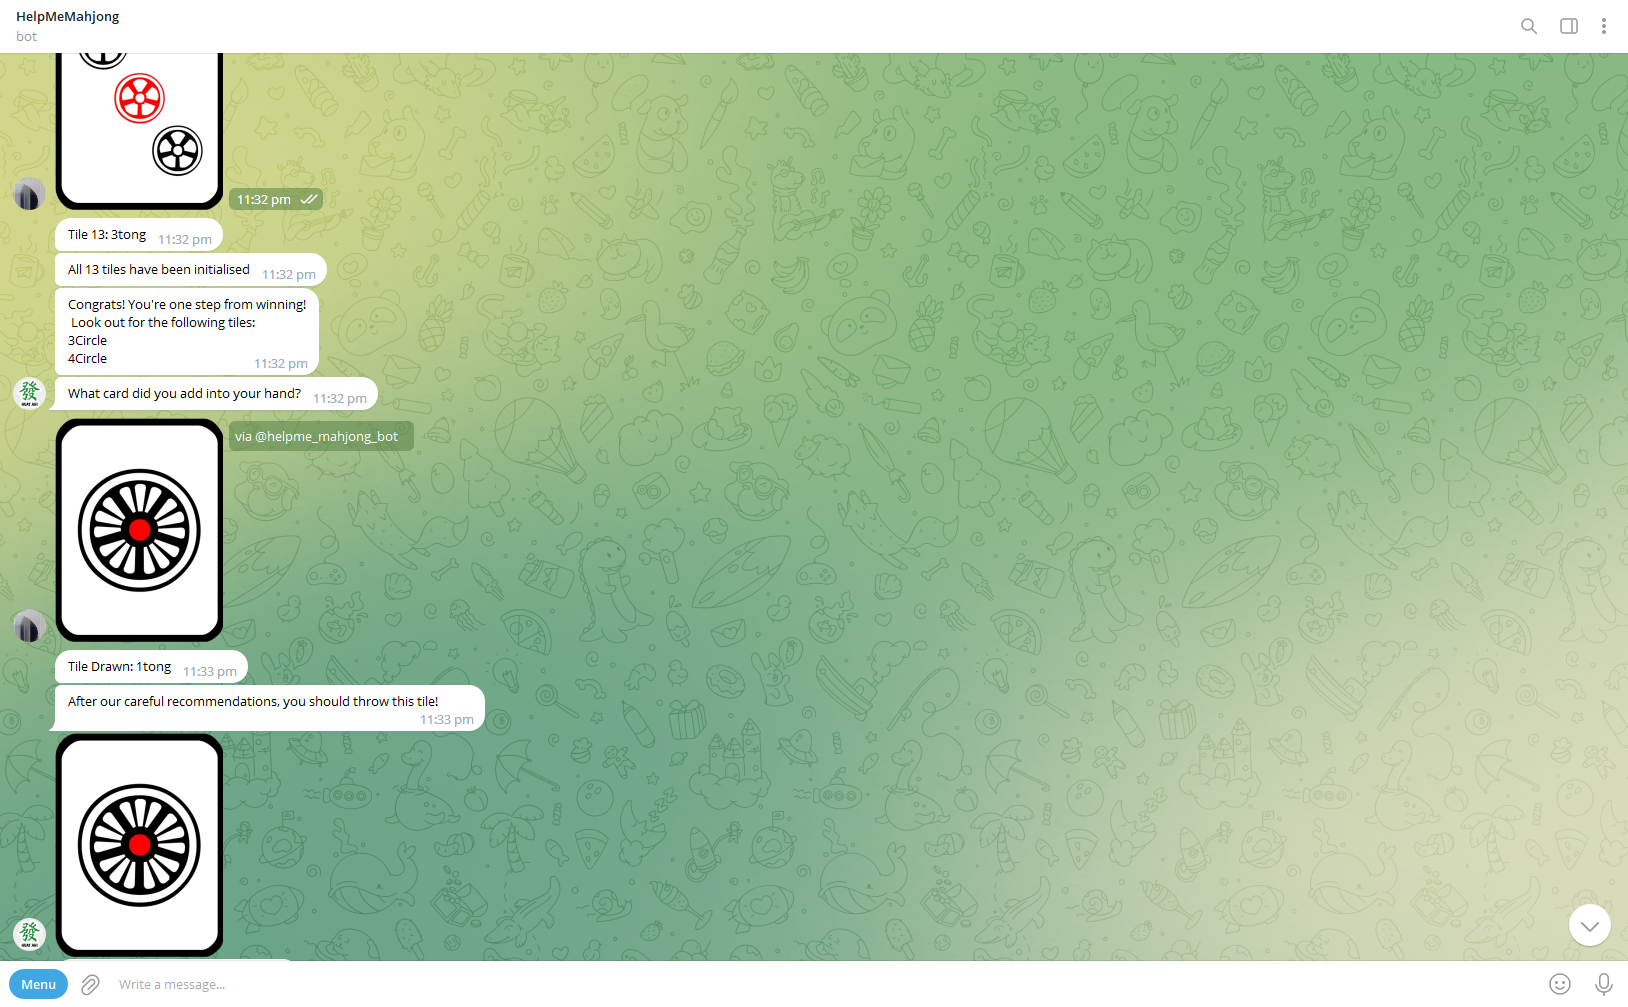 HelpMeMahjong
bot
11:32 pm
Tile 13: 3tong 11:32 pm
All 13 tiles have been initialised 11:32 pm
Congrats! You're one step from winning!
Look out for the following tiles:
3Circle
4Circle 11:32 pm
發
What card did you add into your hand? 11:32 pm
via @helpme_mahjong_bot
Tile Drawn: 1tong 11:33 pm
After our careful recommendations, you should throw this tile!
11:33 pm
發
Menu Write a message...